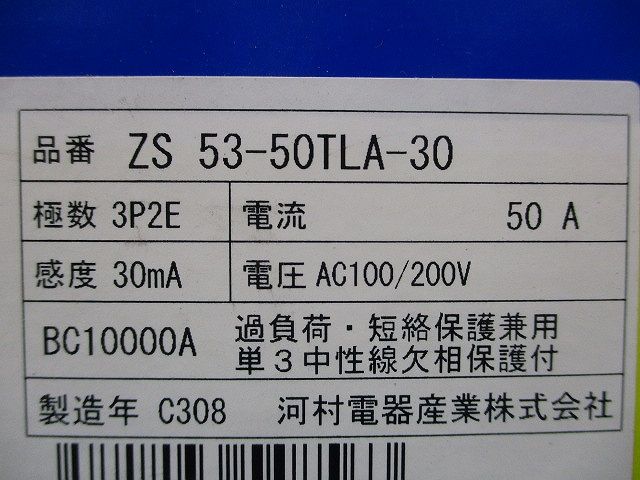 品番 ZS 53-50TLA-30
極数 3P2E 電流 50 A
感度 30mA 電圧 AC100/200V
BC10000A 過負荷・短絡保護兼用
単3中性線欠相保護付
製造年 C308 河村電器産業株式会社